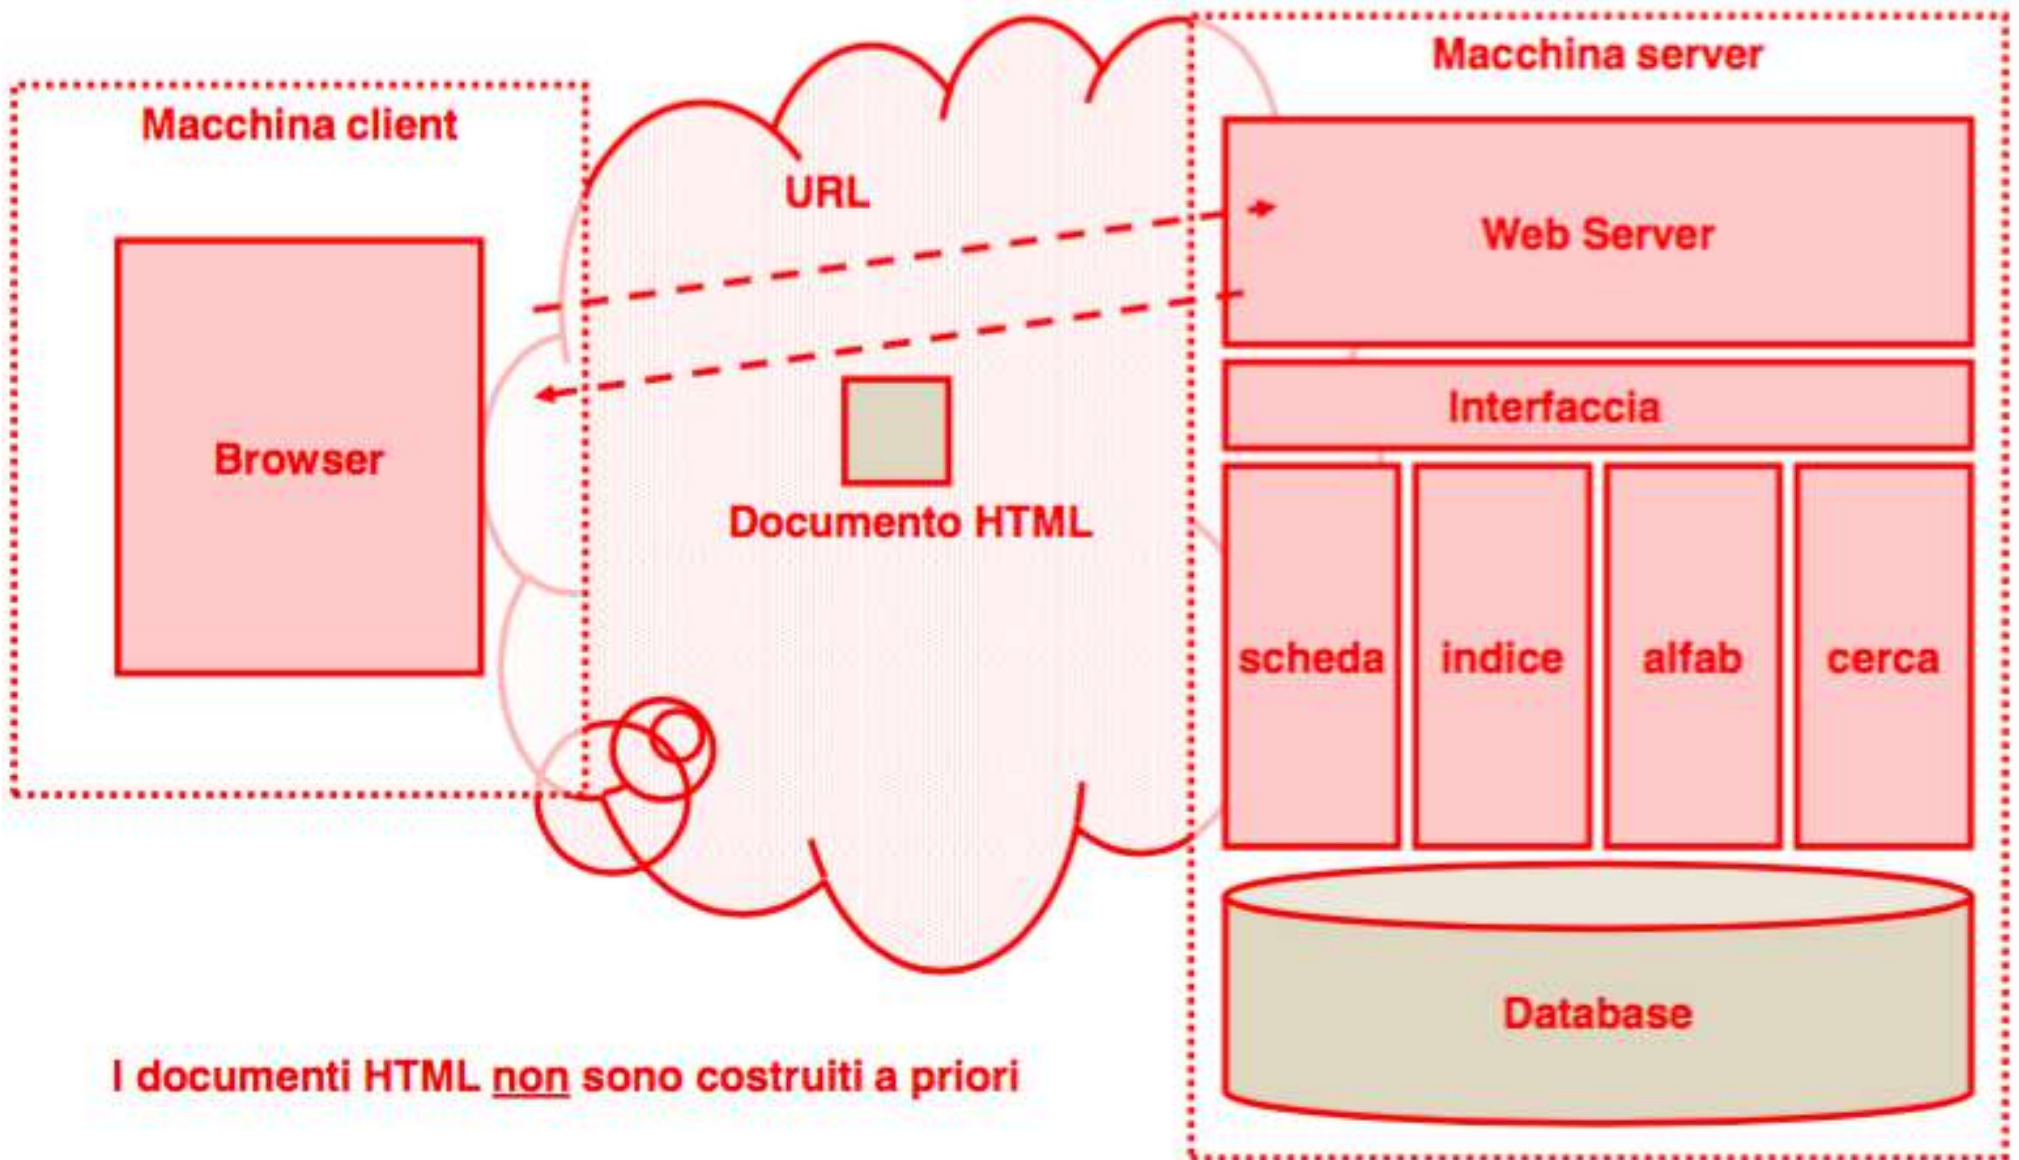 Macchina client
Browser
URL
Documento HTML
Macchina server
Web Server
Interfaccia
scheda
indice
alfab
cerca
Database
I documenti HTML non sono costruiti a priori